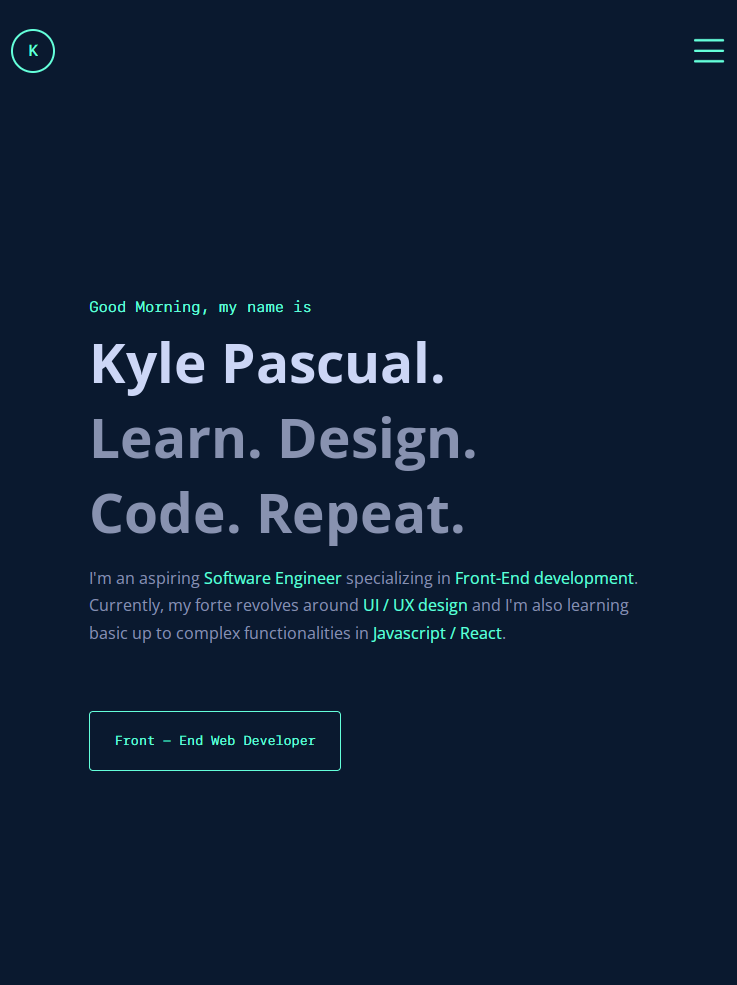 K
Good Morning, my name is
Kyle Pascual.
Learn. Design.
Code. Repeat.
I'm an aspiring Software Engineer specializing in Front-End development.
Currently, my forte revolves around UI / UX design and I'm also learning
basic up to complex functionalities in Javascript / React.
Front – End Web Developer